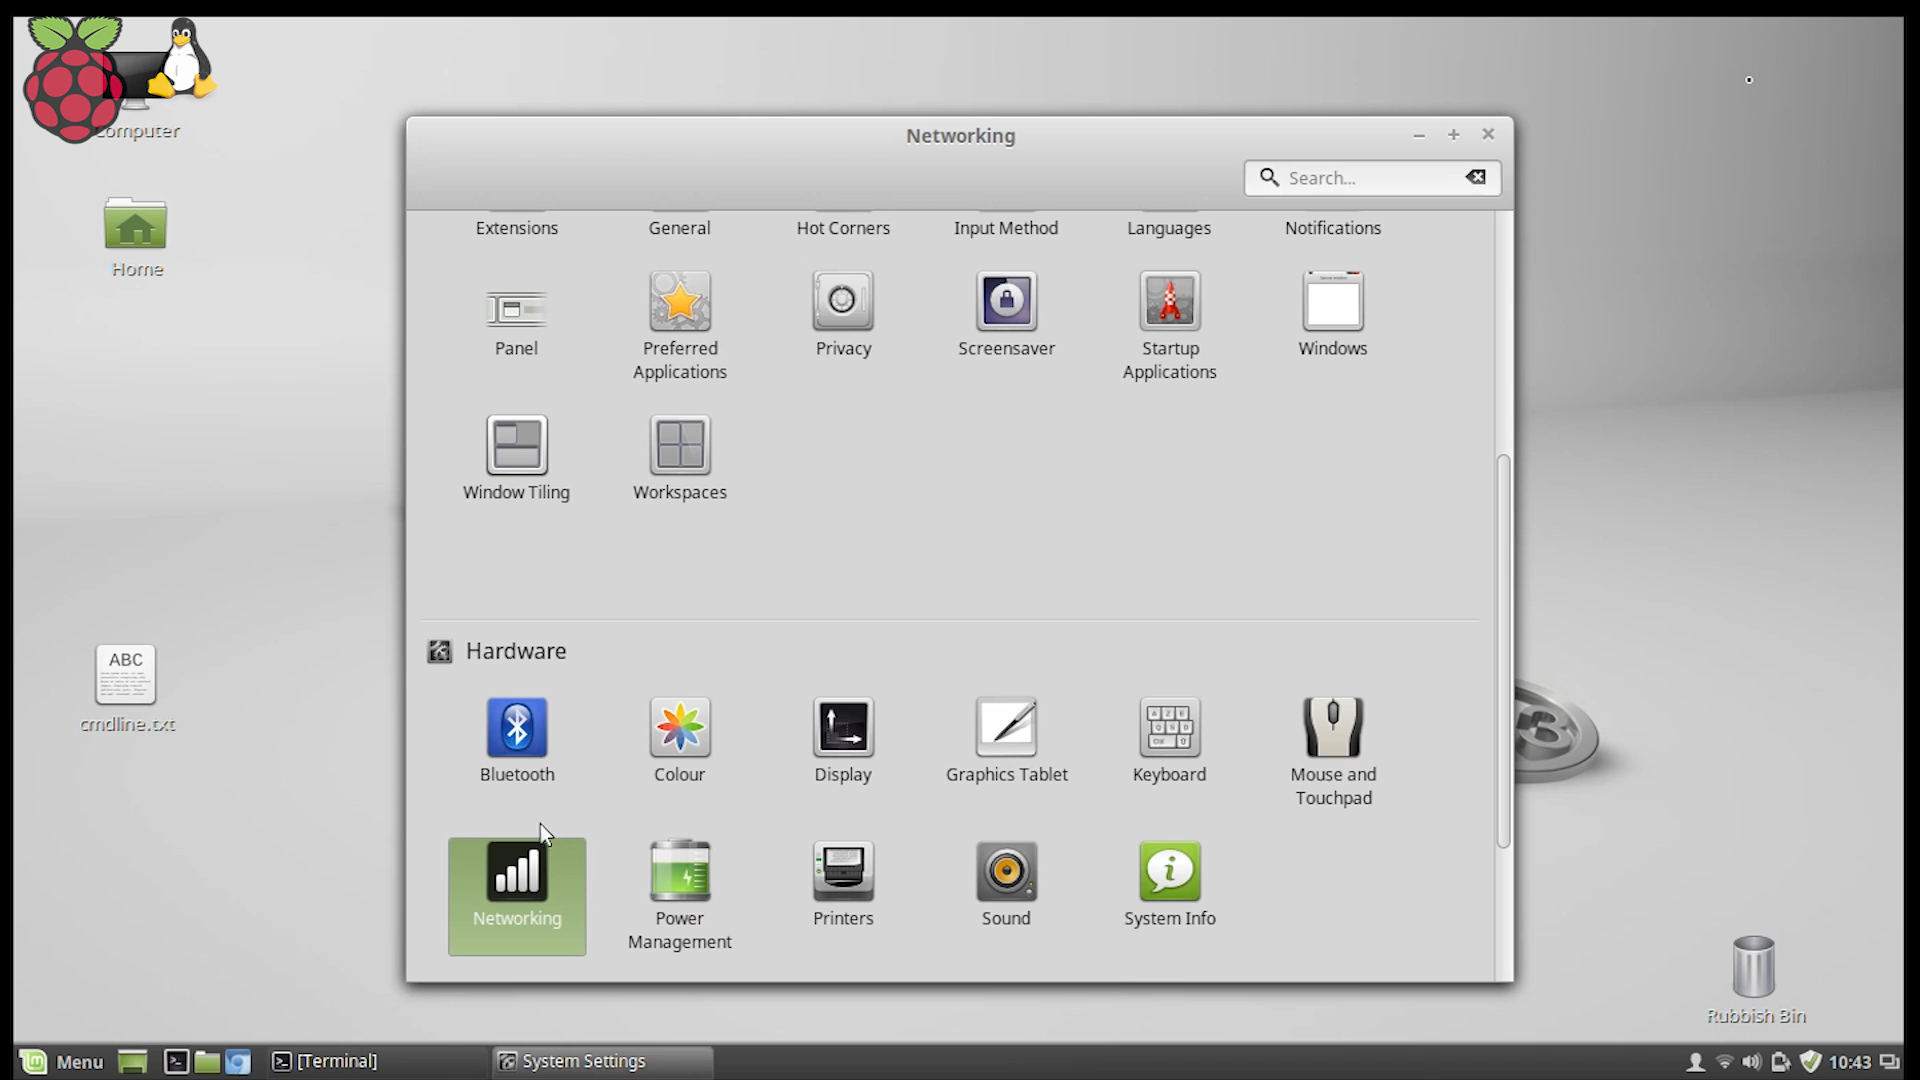 Computer
Home
cmdline.txt
Networking
Search...
Extensions
General
Hot Corners
Input Method
Languages
Notifications
Panel
Preferred
Applications
Privacy
Screensaver
Startup
Applications
Windows
Window Tiling
Workspaces
Hardware
Bluetooth
Colour
Display
Graphics Tablet
Keyboard
Mouse and
Touchpad
Networking
Power
Management
Printers
Sound
System Info
ABC
Rubbish Bin
Menu
[Terminal]
System Settings
10:43